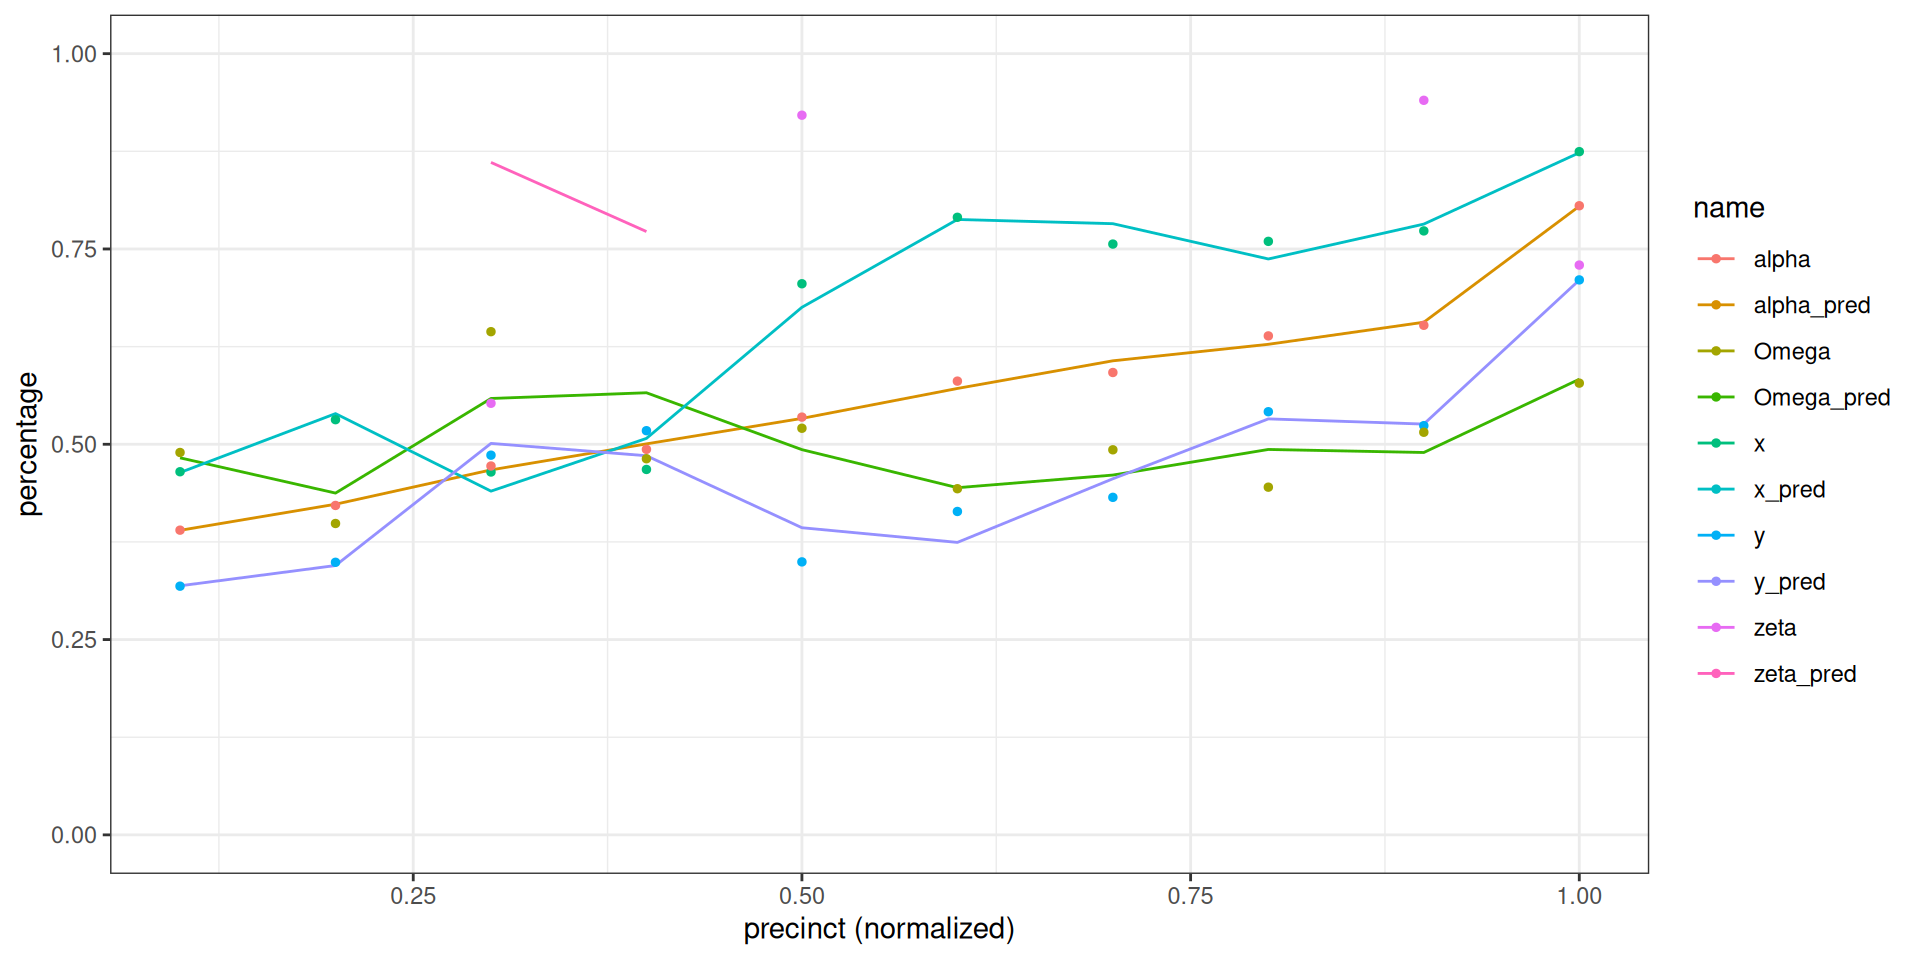 1.00
0.75
0.50
0.25
0.00
percentage
0.25 0.50 0.75 1.00
precinct (normalized)
name
alpha
alpha_pred
Omega
Omega_pred
x
x_pred
y
y_pred
zeta
zeta_pred